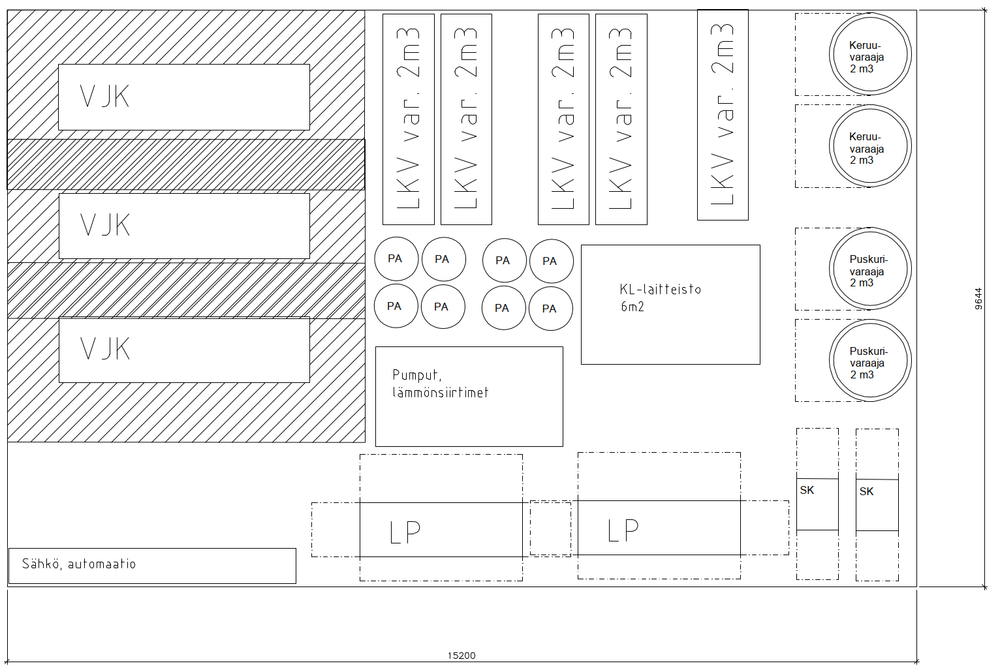 VJK
VJK
VJK
LKV var. 2m3
LKV var. 2m3
LKV var. 2m3
LKV var. 2m3
LKV var. 2m3
Keruu-
varaaja
2 m3
Keruu-
varaaja
2 m3
Puskuri-
varaaja
2 m3
Puskuri-
varaaja
2 m3
PA
PA
PA
PA
PA
PA
PA
PA
KL-laitteisto
6m2
Pumput,
lämmönsiirtimet
LP
LP
SK
SK
Sähkö, automaatio
9644
15200